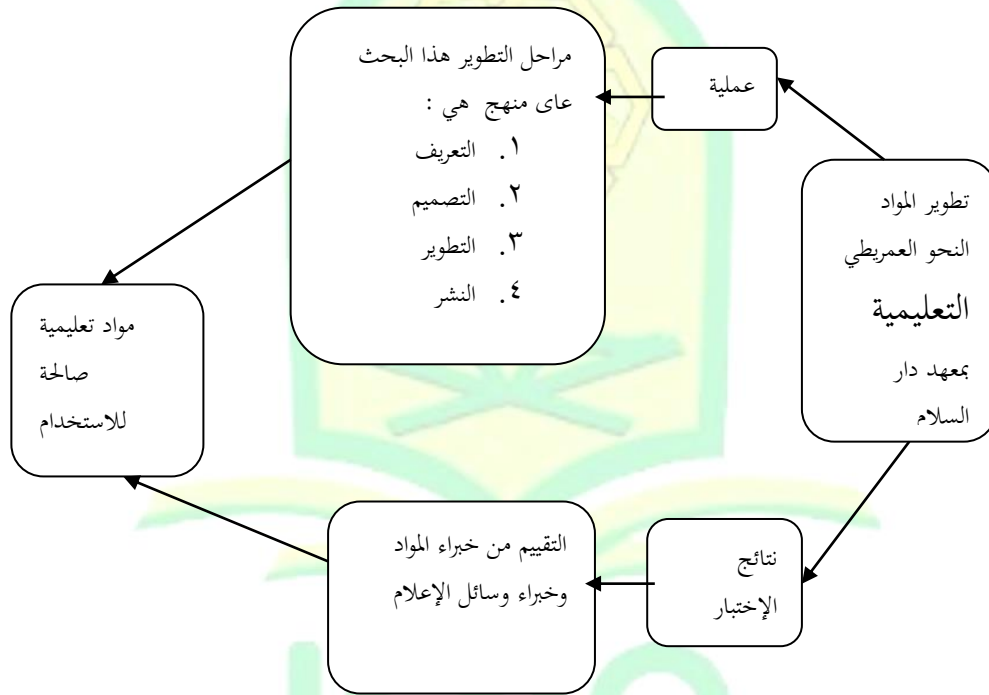 تطوير المواد
النحو العمريطي
التعليمية
بمعهد دار
السلام
عملية
مراحل التطوير هذا البحث
عاى منهج هي :
١. التعريف
٢. التصميم
٣. التطوير
٤. النشر
نتائج
الإختبار
التقييم من خبراء المواد
وخبراء وسائل الإعلام
مواد تعليمية
صالحة
للاستخدام